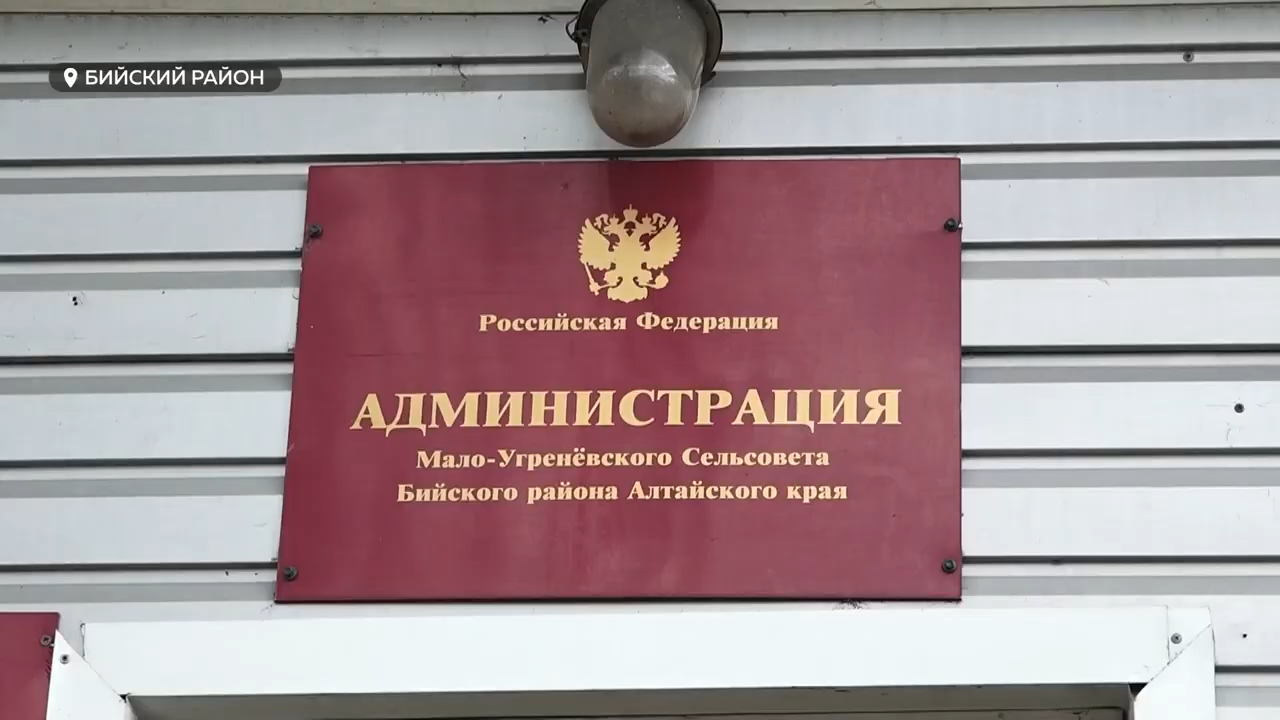 БИЙСКИЙ РАЙОН
Российская Федерация
АДМИНИСТРАЦИЯ
Мало-Угренёвского Сельсовета
Бийского района Алтайского края